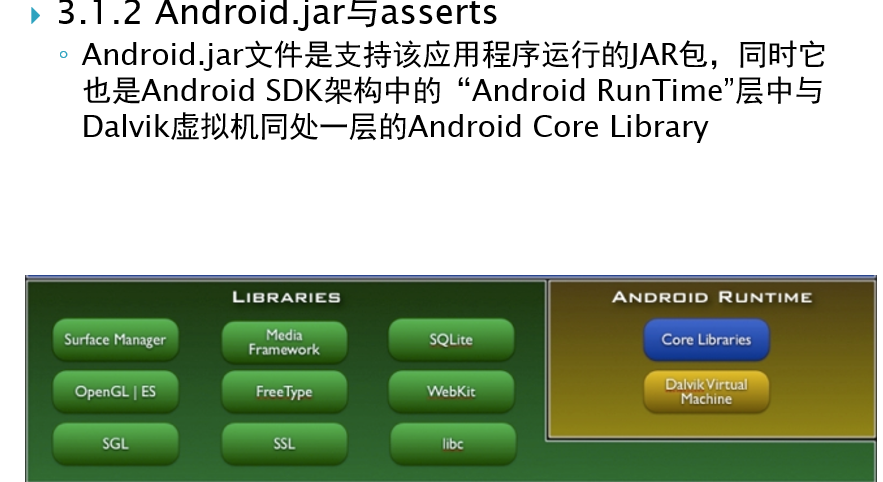 3.1.2 Android.jar与asserts
Android.jar文件是支持该应用程序运行的JAR包，同时它
也是Android SDK架构中的“Android RunTime”层中与
Dalvik虚拟机同处一层的Android Core Library
LIBRARIES
Surface Manager
Media
Framework
SQLite
OpenGL | ES
FreeType
WebKit
SGL
SSL
libc
ANDROID RUNTIME
Core Libraries
Dalvik Virtual
Machine